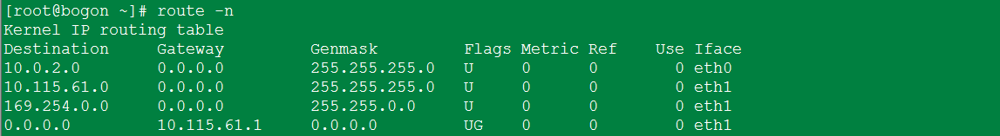 [root@bogon ~]# route -n
Kernel IP routing table
Destination     Gateway         Genmask         Flags Metric Ref    Use Iface
10.0.2.0        0.0.0.0         255.255.255.0   U     0      0        0 eth0
10.115.61.0     0.0.0.0         255.255.255.0   U     0      0        0 eth1
169.254.0.0     0.0.0.0         255.255.0.0     U     0      0        0 eth1
0.0.0.0         10.115.61.1     0.0.0.0         UG    0      0        0 eth1